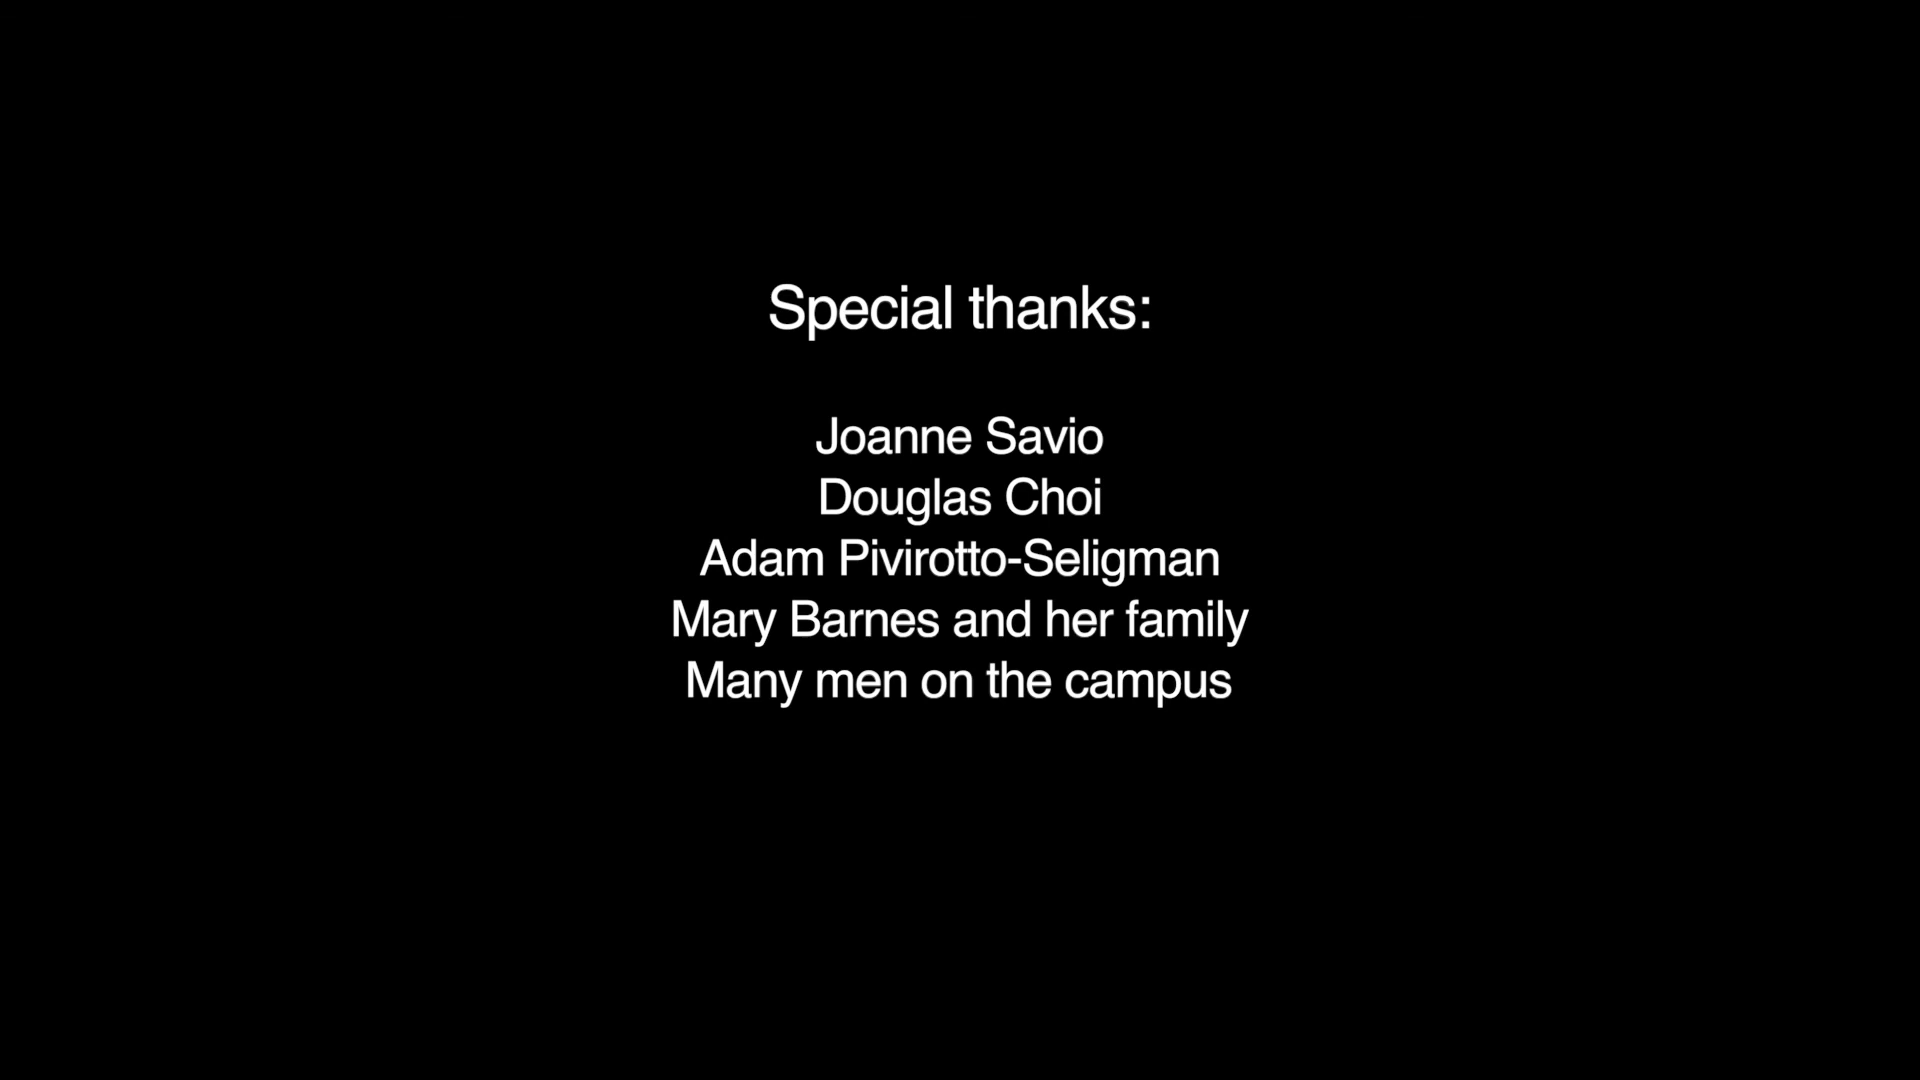 Special thanks:
Joanne Savio
Douglas Choi
Adam Pivirotto-Seligman
Mary Barnes and her family
Many men on the campus